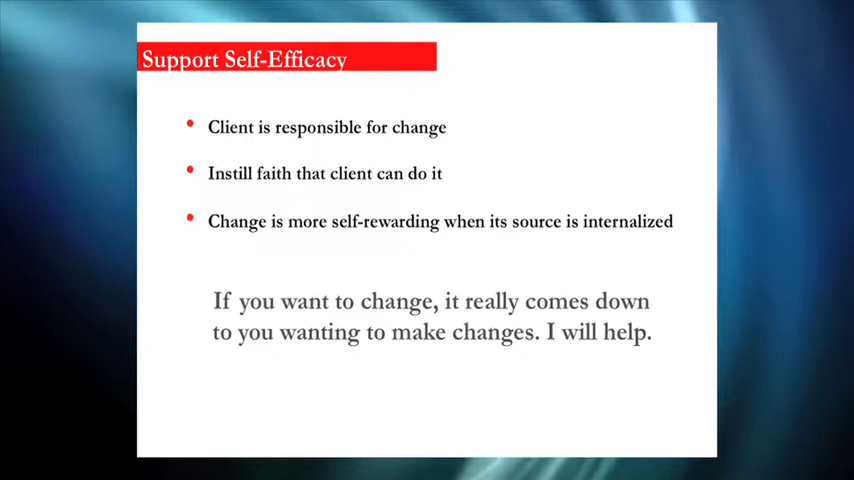 Support Self-Efficacy
• Client is responsible for change
• Instill faith that client can do it
• Change is more self-rewarding when its source is internalized
If you want to change, it really comes down
to you wanting to make changes. I will help.